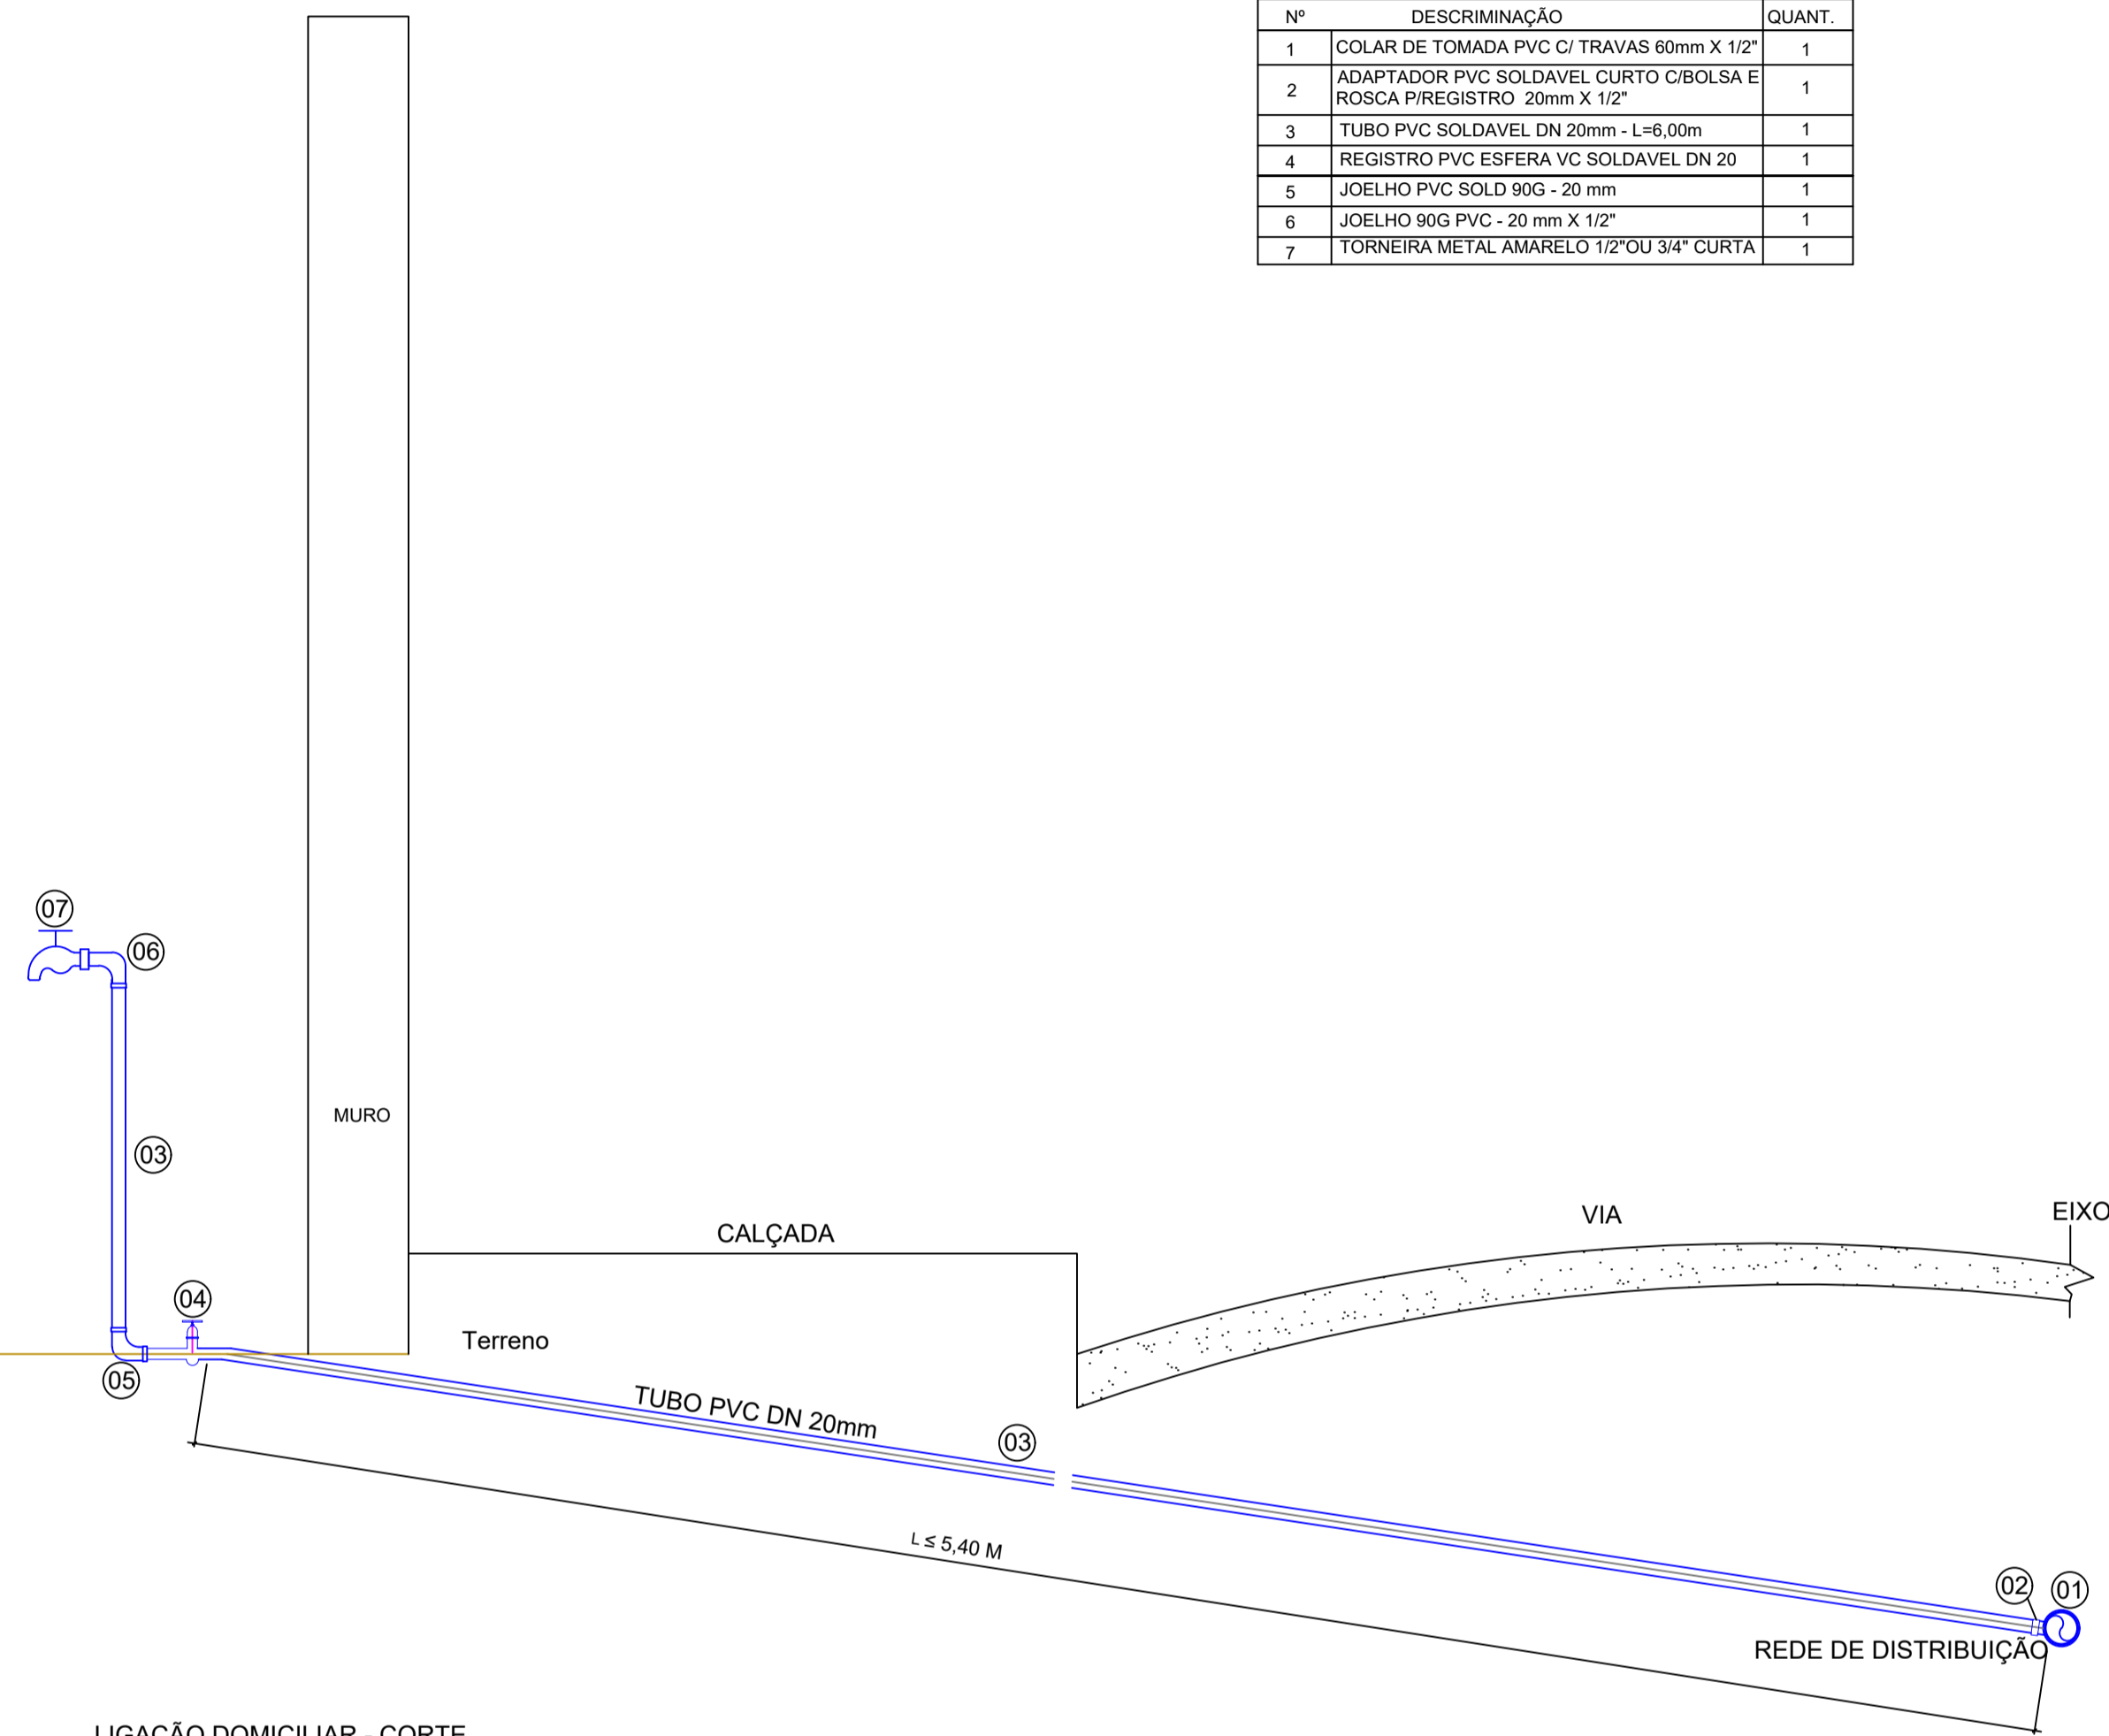 Nº DESCRIMINAÇÃO QUANT.
1 COLAR DE TOMADA PVC C/ TRAVAS 60mm X 1/2" 1
2 ADAPTADOR PVC SOLDAVEL CURTO C/BOLSA E
ROSCA P/REGISTRO 20mm X 1/2" 1
3 TUBO PVC SOLDAVEL DN 20mm - L=6,00m 1
4 REGISTRO PVC ESFERA VC SOLDAVEL DN 20 1
5 JOELHO PVC SOLD 90G - 20 mm 1
6 JOELHO 90G PVC - 20 mm X 1/2" 1
7 TORNEIRA METAL AMARELO 1/2"OU 3/4" CURTA 1
07
06
MURO
03
CALÇADA
VIA
EIXO
04
Terreno
05
TUBO PVC DN 20mm
03
L ≤ 5,40 M
02
01
REDE DE DISTRIBUIÇÃO
LIGAÇÃO DOMICILIAR - CORTE